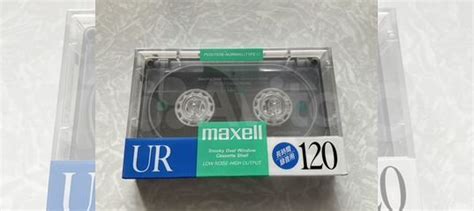 POSITION NORMAL (TYPE I)
maxell
Smoky Dual Window
Cassette Shell
LOW NOISE·HIGH OUTPUT
UR
長時間
録音用
120